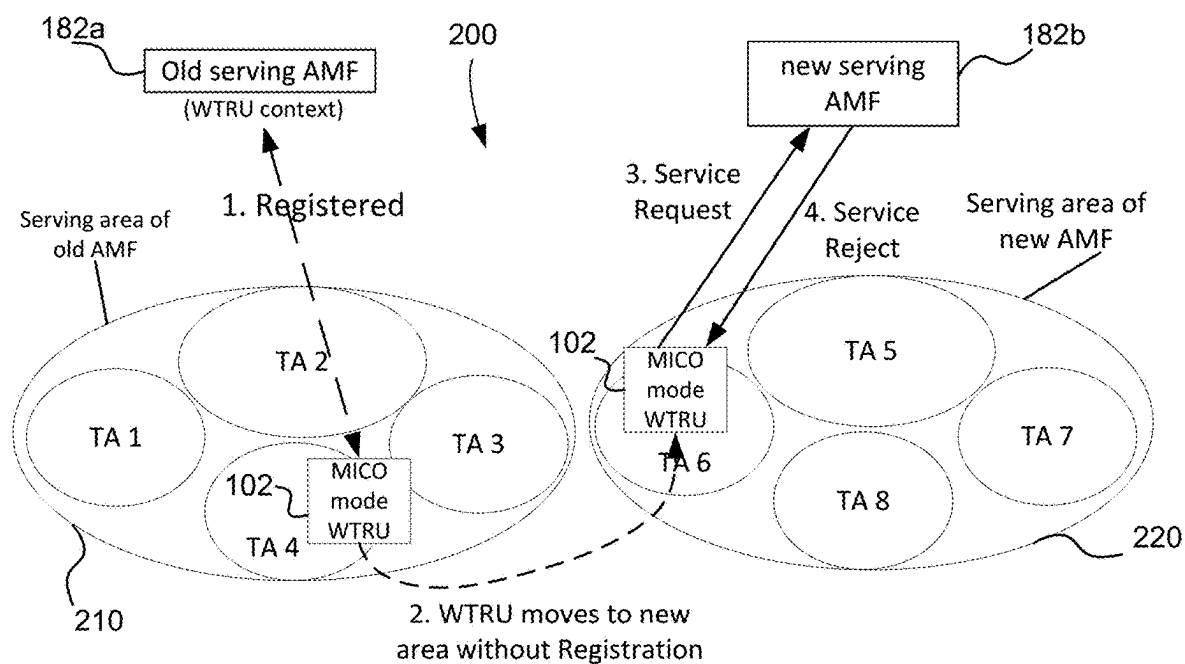 182a
200
182b
Old serving AMF
(WTRU context)
new serving
AMF
1. Registered
3. Service
Request
4. Service
Reject
Serving area of
old AMF
Serving area of
new AMF
TA 2
TA 1
TA 3
102
MICO
mode
WTRU
TA 4
102
MICO
mode
WTRU
TA 5
TA 6
TA 7
TA 8
210
220
2. WTRU moves to new
area without Registration